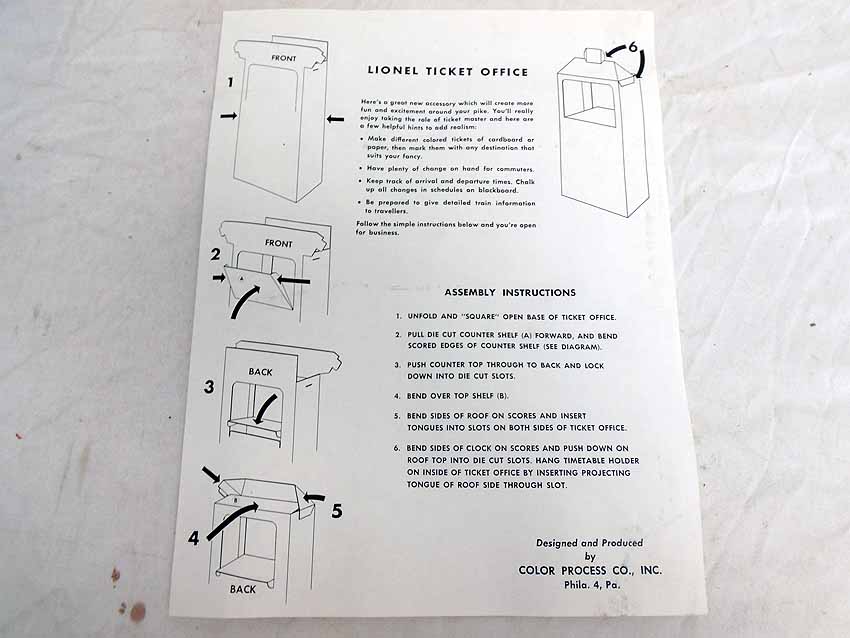 LIONEL TICKET OFFICE
Here's a great new accessory which will create more
fun and excitement around your pike. You'll really
enjoy taking the role of ticket master and here are
a few helpful hints to add realism:
• Make different colored tickets of cardboard or
paper, then mark them with any destination that
suits your fancy.
• Have plenty of change on hand for commuters.
• Keep track of arrival and departure times. Chalk
up all changes in schedules on blackboard.
• Be prepared to give detailed train information
to travellers.
Follow the simple instructions below and you're open
for business.
1
FRONT
2
FRONT
A
3
BACK
4
B
5
BACK
6
ASSEMBLY INSTRUCTIONS
1. UNFOLD AND "SQUARE" OPEN BASE OF TICKET OFFICE.
2. PULL DIE CUT COUNTER SHELF (A) FORWARD, AND BEND
SCORED EDGES OF COUNTER SHELF (SEE DIAGRAM).
3. PUSH COUNTER TOP THROUGH TO BACK AND LOCK
DOWN INTO DIE CUT SLOTS.
4. BEND OVER TOP SHELF (B).
5. BEND SIDES OF ROOF ON SCORES AND INSERT
TONGUES INTO SLOTS ON BOTH SIDES OF TICKET OFFICE.
6. BEND SIDES OF CLOCK ON SCORES AND PUSH DOWN ON
ROOF TOP INTO DIE CUT SLOTS. HANG TIMETABLE HOLDER
ON INSIDE OF TICKET OFFICE BY INSERTING PROJECTING
TONGUE OF ROOF SIDE THROUGH SLOT.
Designed and Produced
by
COLOR PROCESS CO., INC.
Phila. 4, Pa.